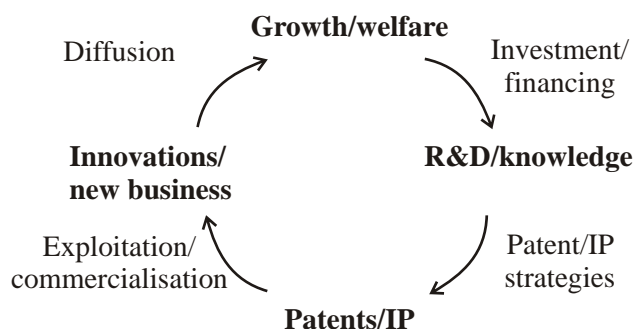 Growth/welfare
Diffusion
Investment/
financing
Innovations/
new business
R&D/knowledge
Exploitation/
commercialisation
Patent/IP
strategies
Patents/IP